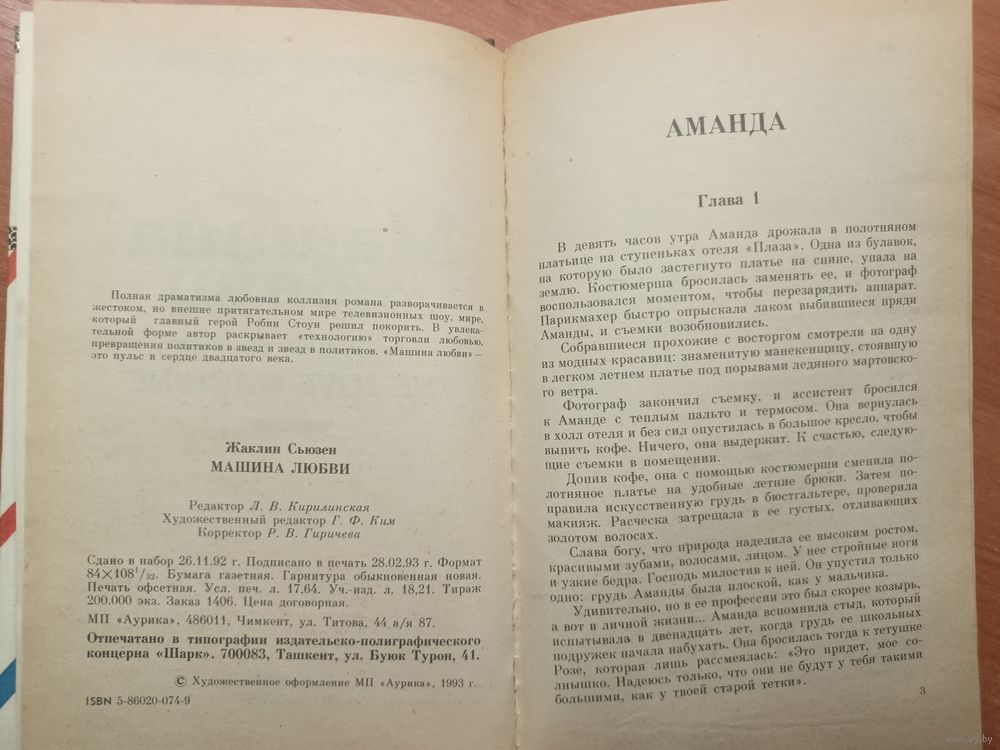 Полная драматизма любовная коллизия романа разворачивается в
жестоком, но внешне притягательном мире телевизионных шоу, мире,
который главный герой Робин Стоун решил покорить. В увлека-
тельной форме автор раскрывает «технологию» торговли любовью,
превращения политиков в звезд и звезд в политиков. «Машина любви» —
это пульс и сердце двадцатого века.
Жаклин Сьюзен
МАШИНА ЛЮБВИ
Редактор Л. В. Кирилинская
Художественный редактор Г. Ф. Ким
Корректор Р. В. Гиричева
Сдано в набор 26.11.92 г. Подписано в печать 28.02.93 г. Формат
84×108¹/₃₂. Бумага газетная. Гарнитура обыкновенная новая.
Печать офсетная. Усл. печ. л. 17,64. Уч.-изд. л. 18,21. Тираж
200.000 экз. Заказ 1406. Цена договорная.
МП «Аурика», 486011, Чимкент, ул. Титова, 44, а/я 87.
Отпечатано в типографии издательско-полиграфического
концерна «Шарк». 700083, Ташкент, ул. Буюк Турон, 41.
© Художественное оформление МП «Аурика», 1993 г.
ISBN 5-86020-074-9
АМАНДА
Глава 1
В девять часов утра Аманда дрожала в полотняном
платьице на ступеньках отеля «Плаза». Одна из булавок,
на которую было застегнуто платье на спине, упала на
землю. Костюмерша бросилась заменять ее, и фотограф
воспользовался моментом, чтобы перезарядить аппарат.
Парикмахер быстро опрыскала лаком выбившиеся пряди
Аманды, и съемки возобновились.
Собравшиеся прохожие с восторгом смотрели на одну
из модных красавиц: знаменитую манекенщицу, стоявшую
в легком летнем платье под порывами ледяного мартовско-
го ветра.
Фотограф закончил съемку, и ассистент бросился
к Аманде с теплым пальто и термосом. Она вернулась
в холл отеля и без сил опустилась в большое кресло, чтобы
выпить кофе. Ничего, она выдержит. К счастью, следую-
щие съемки в помещении.
Допив кофе, она с помощью костюмерши сменила по-
лотняное платье на удобные летние брюки. Затем по-
правила искусственную грудь в бюстгальтере, проверила
макияж. Расческа затрещала в ее густых, отливающих
золотом волосах.
Слава богу, что природа наделила ее высоким ростом,
красивыми зубами, волосами, лицом. У нее стройные ноги
и узкие бедра. Господь милостив к ней. Он упустил только
одно: грудь Аманды была плоской, как у мальчика.
Удивительно, но в ее профессии это был скорее козырь,
а вот в личной жизни... Аманда вспомнила стыд, который
испытывала в двенадцать лет, когда грудь ее школьных
подружек начала набухать. Она бросилась тогда к тетушке
Розе, которая лишь рассмеялась: «Это придет, мое со-
лнышко. Надеюсь только, что они не будут у тебя такими
большими, как у твоей старой тетки».
3
www.ay.by